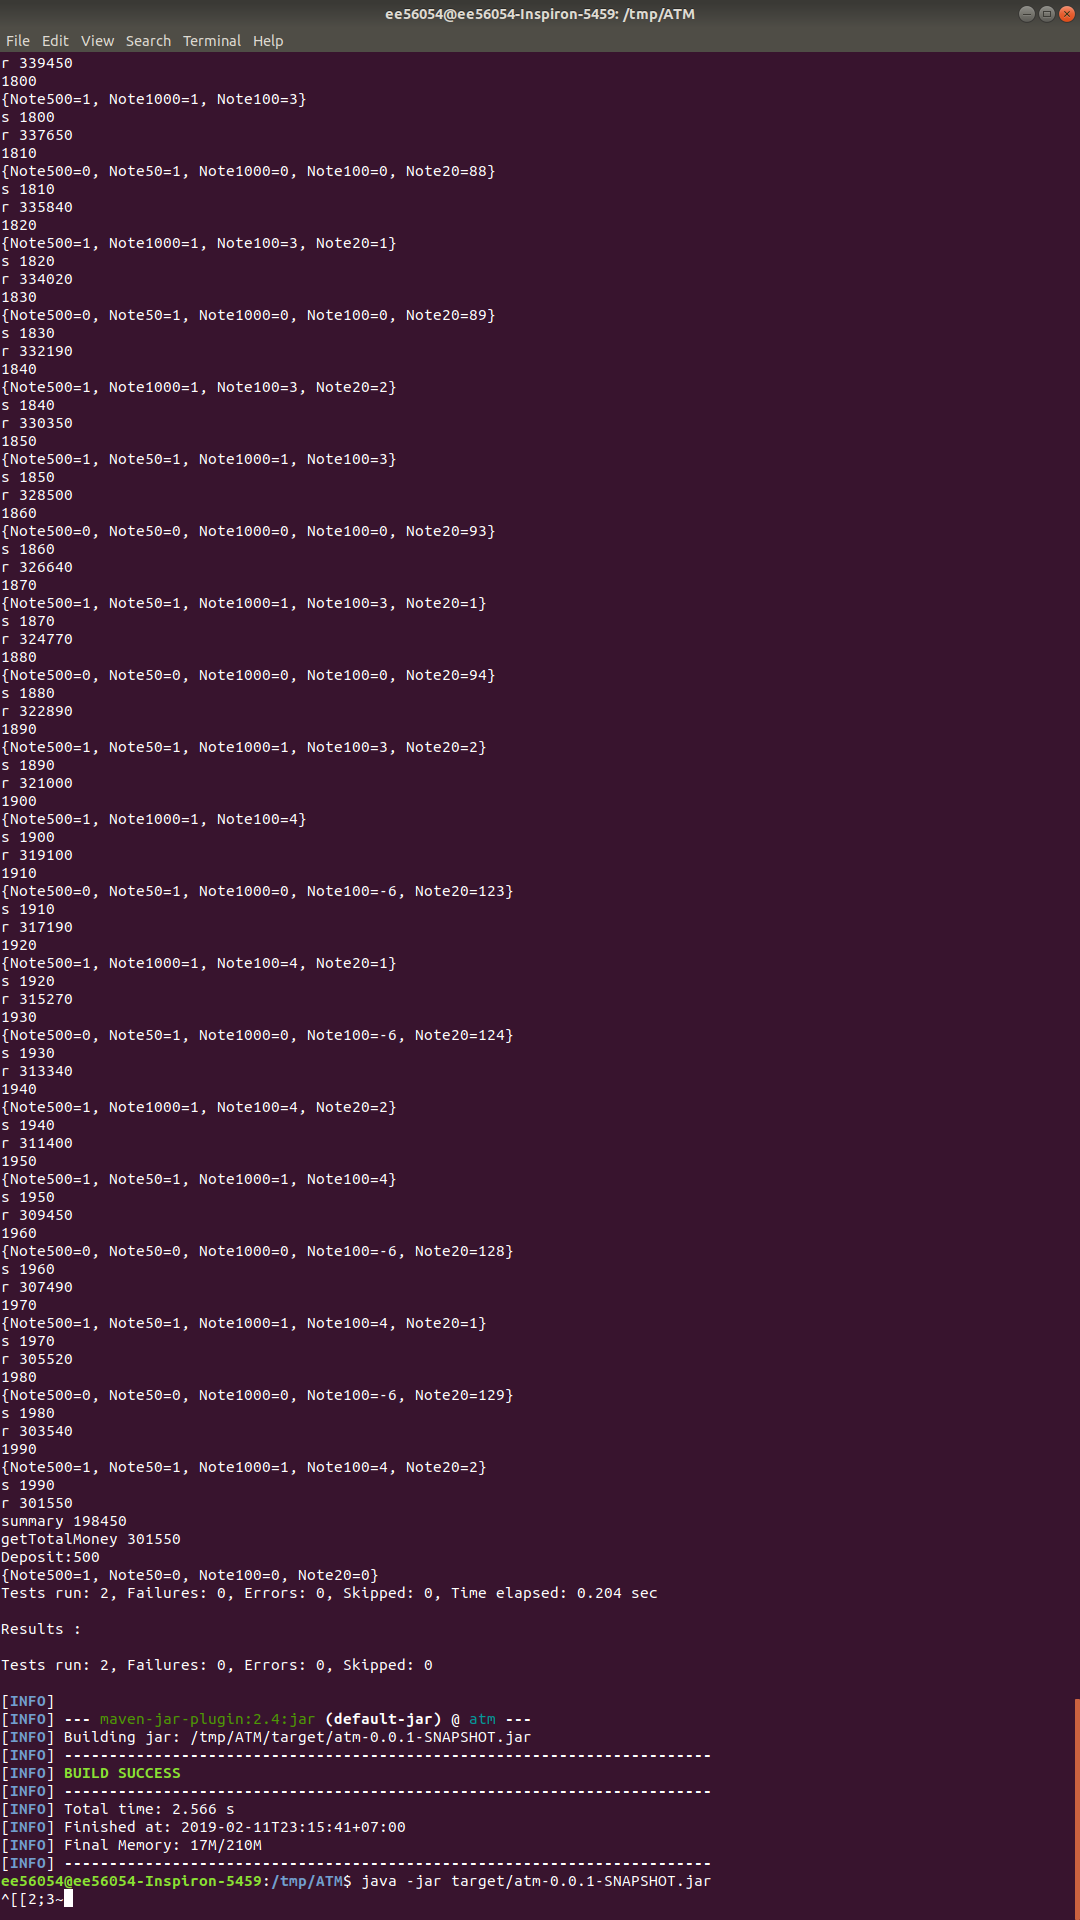 ee56054@ee56054-Inspiron-5459: /tmp/ATM
File Edit View Search Terminal Help
r 339450
1800
{Note500=1, Note1000=1, Note100=3}
s 1800
r 337650
1810
{Note500=0, Note50=1, Note1000=0, Note100=0, Note20=88}
s 1810
r 335840
1820
{Note500=1, Note1000=1, Note100=3, Note20=1}
s 1820
r 334020
1830
{Note500=0, Note50=1, Note1000=0, Note100=0, Note20=89}
s 1830
r 332190
1840
{Note500=1, Note1000=1, Note100=3, Note20=2}
s 1840
r 330350
1850
{Note500=1, Note50=1, Note1000=1, Note100=3}
s 1850
r 328500
1860
{Note500=0, Note50=0, Note1000=0, Note100=0, Note20=93}
s 1860
r 326640
1870
{Note500=1, Note50=1, Note1000=1, Note100=3, Note20=1}
s 1870
r 324770
1880
{Note500=0, Note50=0, Note1000=0, Note100=0, Note20=94}
s 1880
r 322890
1890
{Note500=1, Note50=1, Note1000=1, Note100=3, Note20=2}
s 1890
r 321000
1900
{Note500=1, Note1000=1, Note100=4}
s 1900
r 319100
1910
{Note500=0, Note50=1, Note1000=0, Note100=-6, Note20=123}
s 1910
r 317190
1920
{Note500=1, Note1000=1, Note100=4, Note20=1}
s 1920
r 315270
1930
{Note500=0, Note50=1, Note1000=0, Note100=-6, Note20=124}
s 1930
r 313340
1940
{Note500=1, Note1000=1, Note100=4, Note20=2}
s 1940
r 311400
1950
{Note500=1, Note50=1, Note1000=1, Note100=4}
s 1950
r 309450
1960
{Note500=0, Note50=0, Note1000=0, Note100=-6, Note20=128}
s 1960
r 307490
1970
{Note500=1, Note50=1, Note1000=1, Note100=4, Note20=1}
s 1970
r 305520
1980
{Note500=0, Note50=0, Note1000=0, Note100=-6, Note20=129}
s 1980
r 303540
1990
{Note500=1, Note50=1, Note1000=1, Note100=4, Note20=2}
s 1990
r 301550
summary 198450
getTotalMoney 301550
Deposit:500
{Note500=1, Note50=0, Note100=0, Note20=0}
Tests run: 2, Failures: 0, Errors: 0, Skipped: 0, Time elapsed: 0.204 sec
Results :
Tests run: 2, Failures: 0, Errors: 0, Skipped: 0
[INFO]
[INFO] --- maven-jar-plugin:2.4:jar (default-jar) @ atm ---
[INFO] Building jar: /tmp/ATM/target/atm-0.0.1-SNAPSHOT.jar
[INFO] ------------------------------------------------------------------------
[INFO] BUILD SUCCESS
[INFO] ------------------------------------------------------------------------
[INFO] Total time: 2.566 s
[INFO] Finished at: 2019-02-11T23:15:41+07:00
[INFO] Final Memory: 17M/210M
[INFO] ------------------------------------------------------------------------
ee56054@ee56054-Inspiron-5459:/tmp/ATM$ java -jar target/atm-0.0.1-SNAPSHOT.jar
^[[2;3~